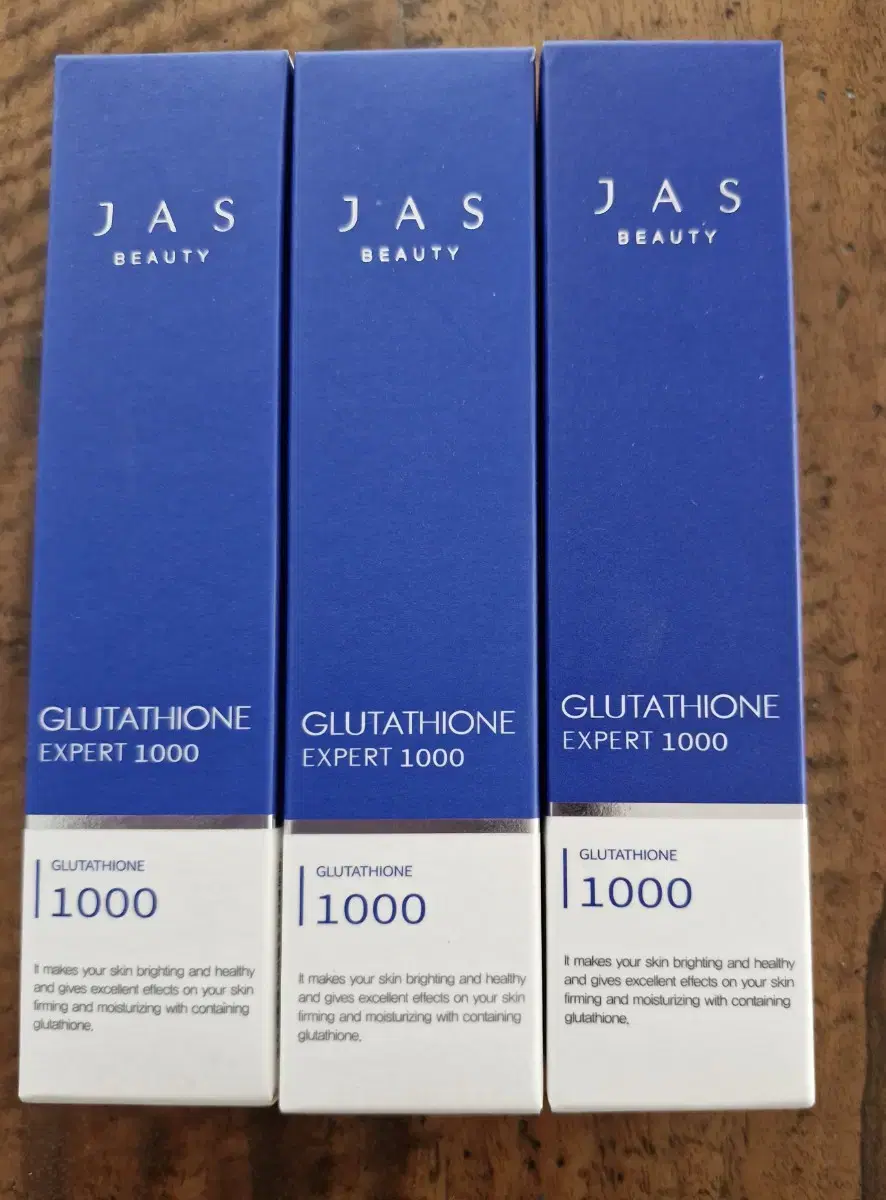 J A S
BEAUTY
GLUTATHIONE
EXPERT 1000
GLUTATHIONE
1000
It makes your skin brighting and healthy
and gives excellent effects on your skin
firming and moisturizing with containing
glutathione.
J A S
BEAUTY
GLUTATHIONE
EXPERT 1000
GLUTATHIONE
1000
It makes your skin brighting and healthy
and gives excellent effects on your skin
firming and moisturizing with containing
glutathione.
J A S
BEAUTY
GLUTATHIONE
EXPERT 1000
GLUTATHIONE
1000
It makes your skin brighting and healthy
and gives excellent effects on your skin
firming and moisturizing with containing
glutathione.